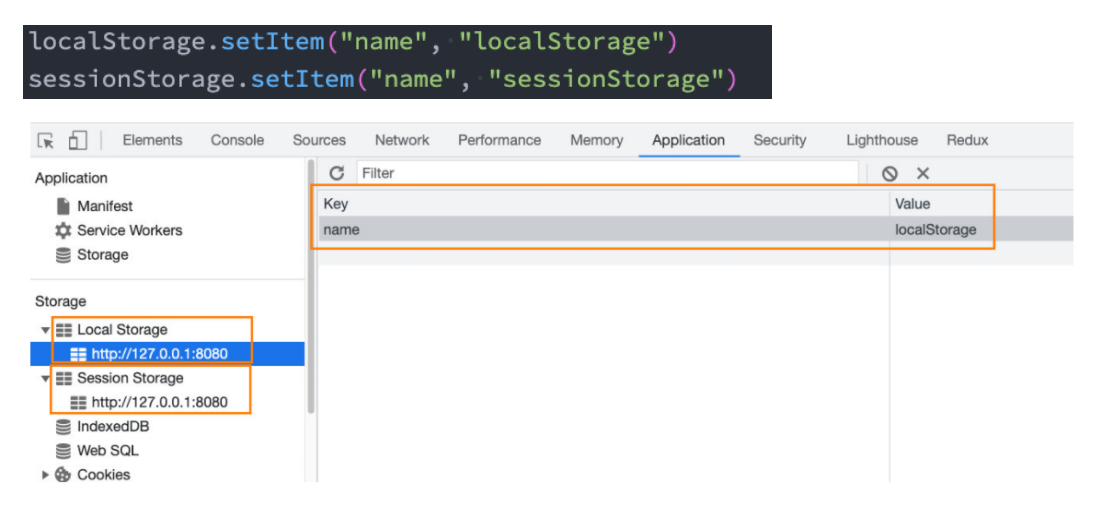 localStorage.setItem("name", "localStorage")
sessionStorage.setItem("name", "sessionStorage")
Elements Console Sources Network Performance Memory Application Security Lighthouse Redux
Application
Manifest
Service Workers
Storage
Storage
Local Storage
http://127.0.0.1:8080
Session Storage
http://127.0.0.1:8080
IndexedDB
Web SQL
Cookies
Filter
Key Value
name localStorage